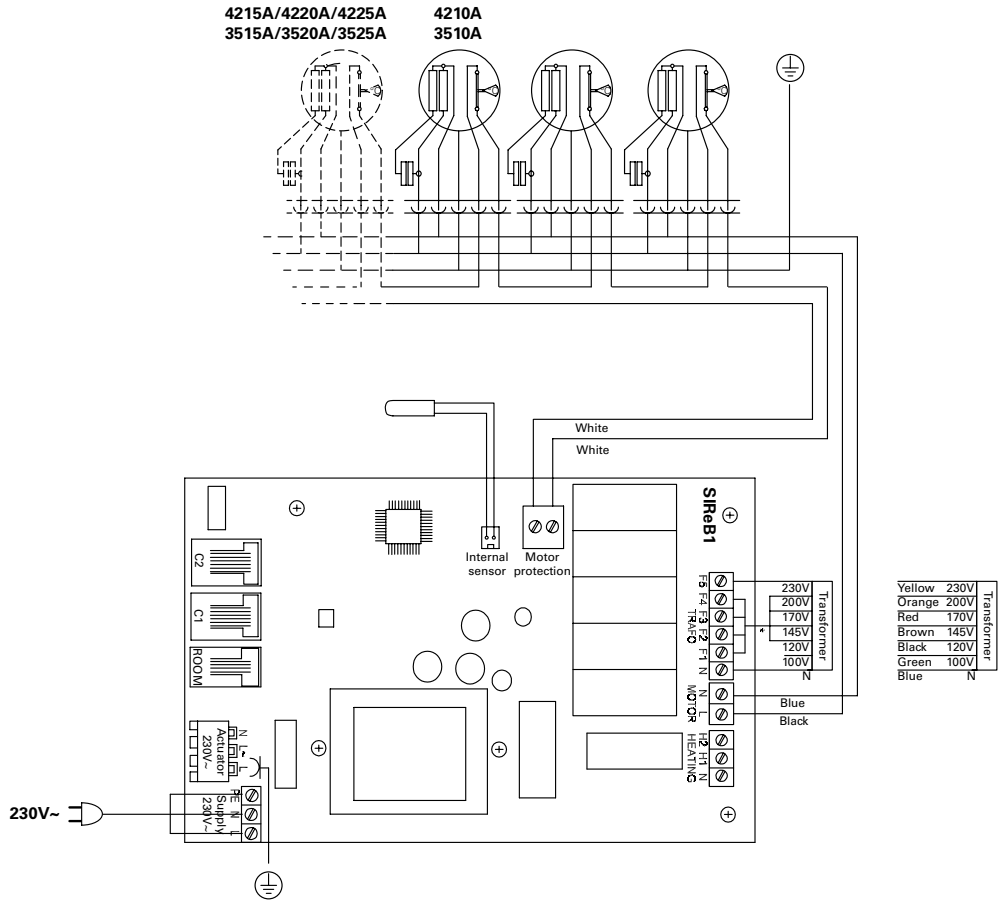 4215A/4220A/4225A 4210A
3515A/3520A/3525A 3510A
White
White
SIReB1
Internal sensor
Motor protection
C2
C1
ROOM
Actuator 230V~
N
L*
L
Supply 230V~
PE
N
L
230V~
F5
F4
F3
F2
F1
N
TRAFO
N
L
MOTOR
H2
H1
N
HEATING
230V
200V
170V
145V
120V
100V
N
*
Transformer
Blue
Black
Yellow 230V
Orange 200V
Red 170V
Brown 145V
Black 120V
Green 100V
Blue N
Transformer